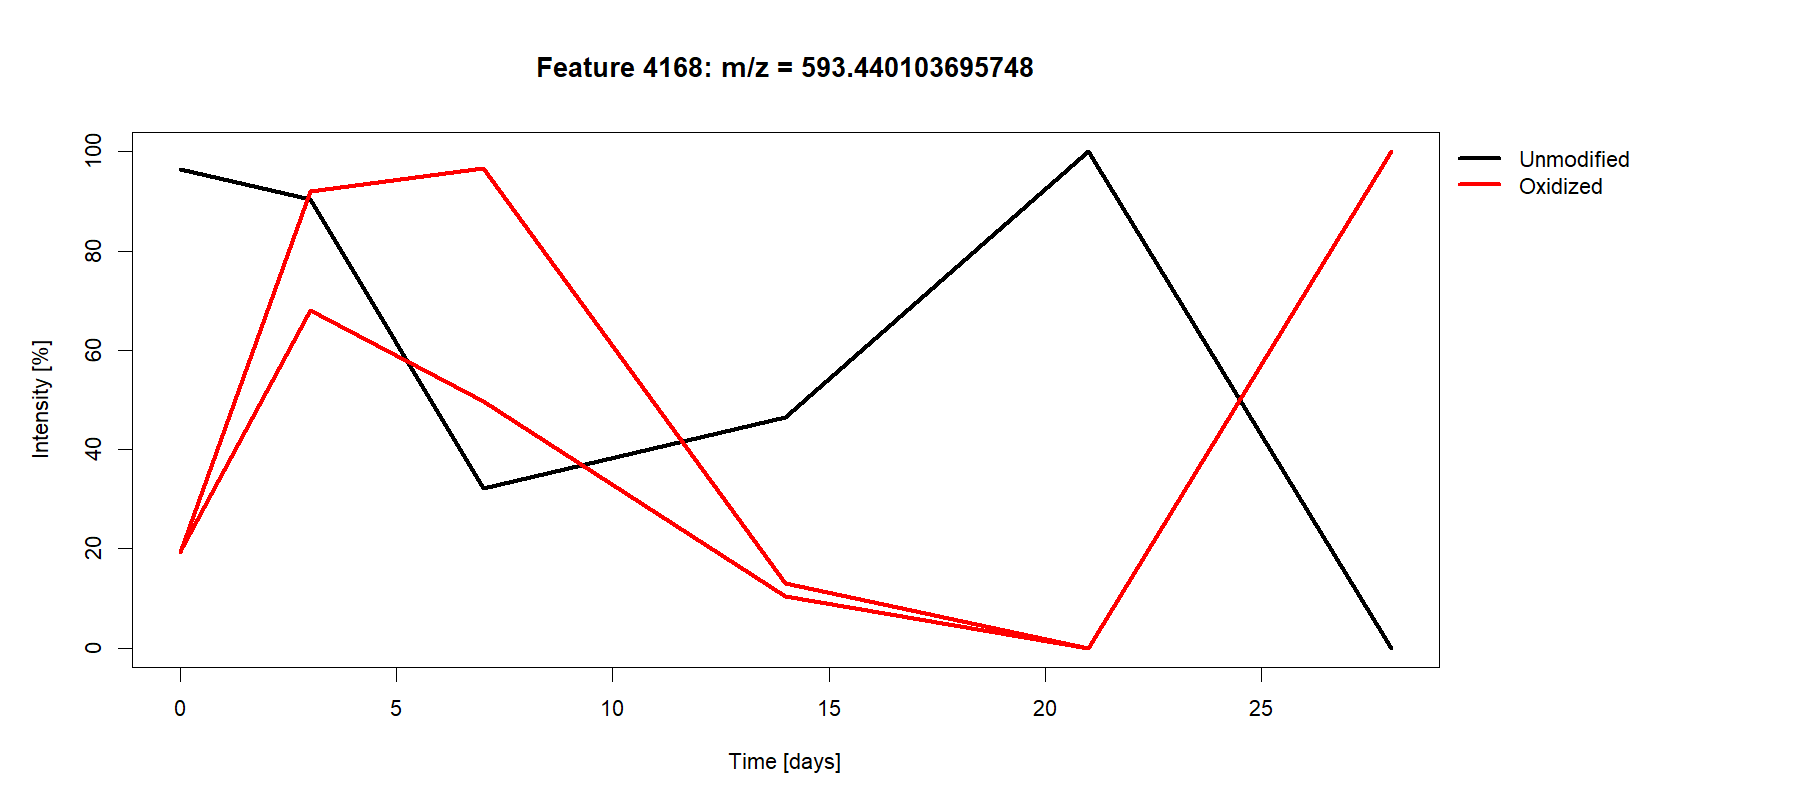 Feature 4168: m/z = 593.440103695748
Unmodified
Oxidized
Intensity [%]
100
80
60
40
20
0
0 5 10 15 20 25
Time [days]